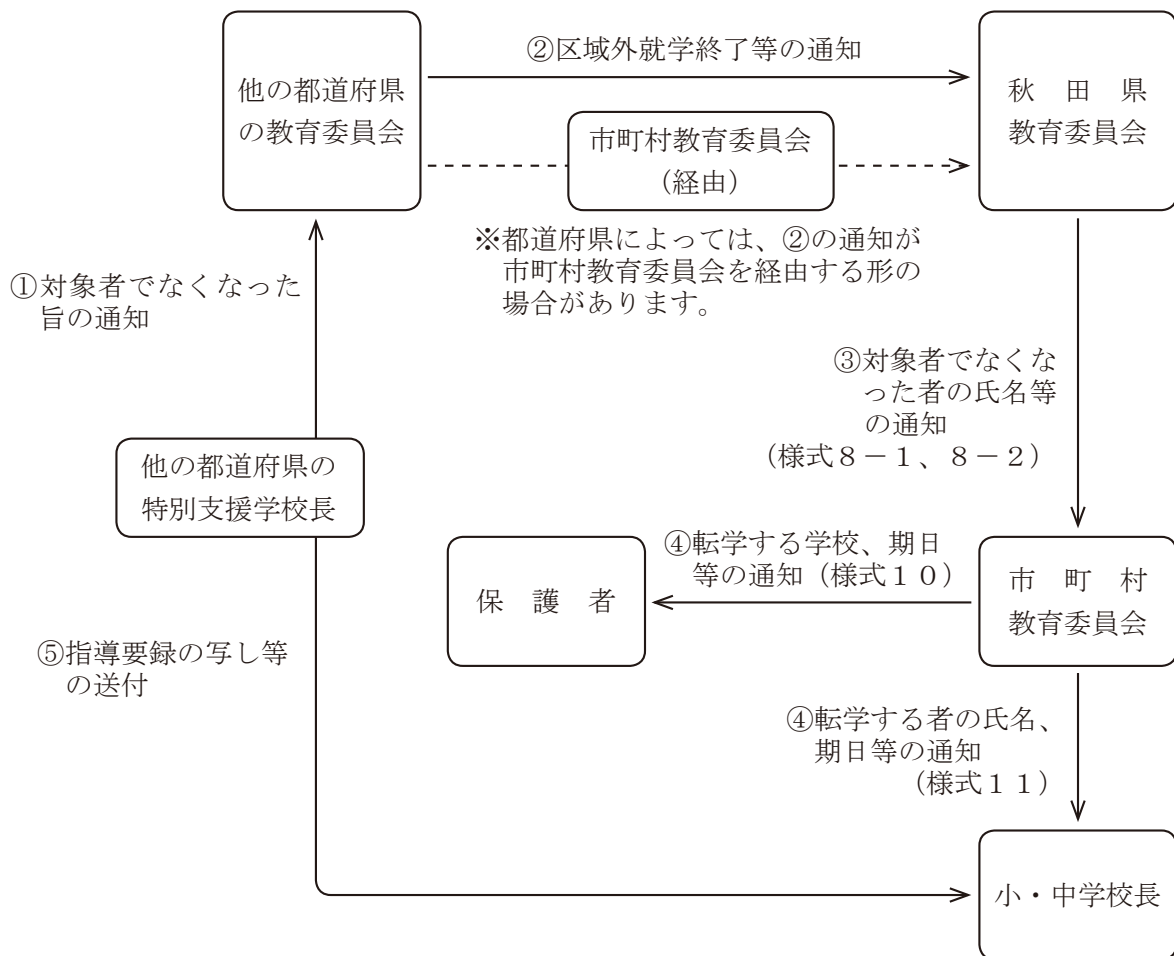 ②区域外就学終了等の通知
他の都道府県
の教育委員会
秋　田　県
教育委員会
市町村教育委員会
（経由）
※都道府県によっては、②の通知が
市町村教育委員会を経由する形の
場合があります。
①対象者でなくなった
旨の通知
③対象者でなくな
った者の氏名等
の通知
（様式８－１、８－２）
他の都道府県の
特別支援学校長
④転学する学校、期日
等の通知（様式１０）
保　護　者
市　町　村
教育委員会
⑤指導要録の写し等
の送付
④転学する者の氏名、
期日等の通知
（様式１１）
小・中学校長